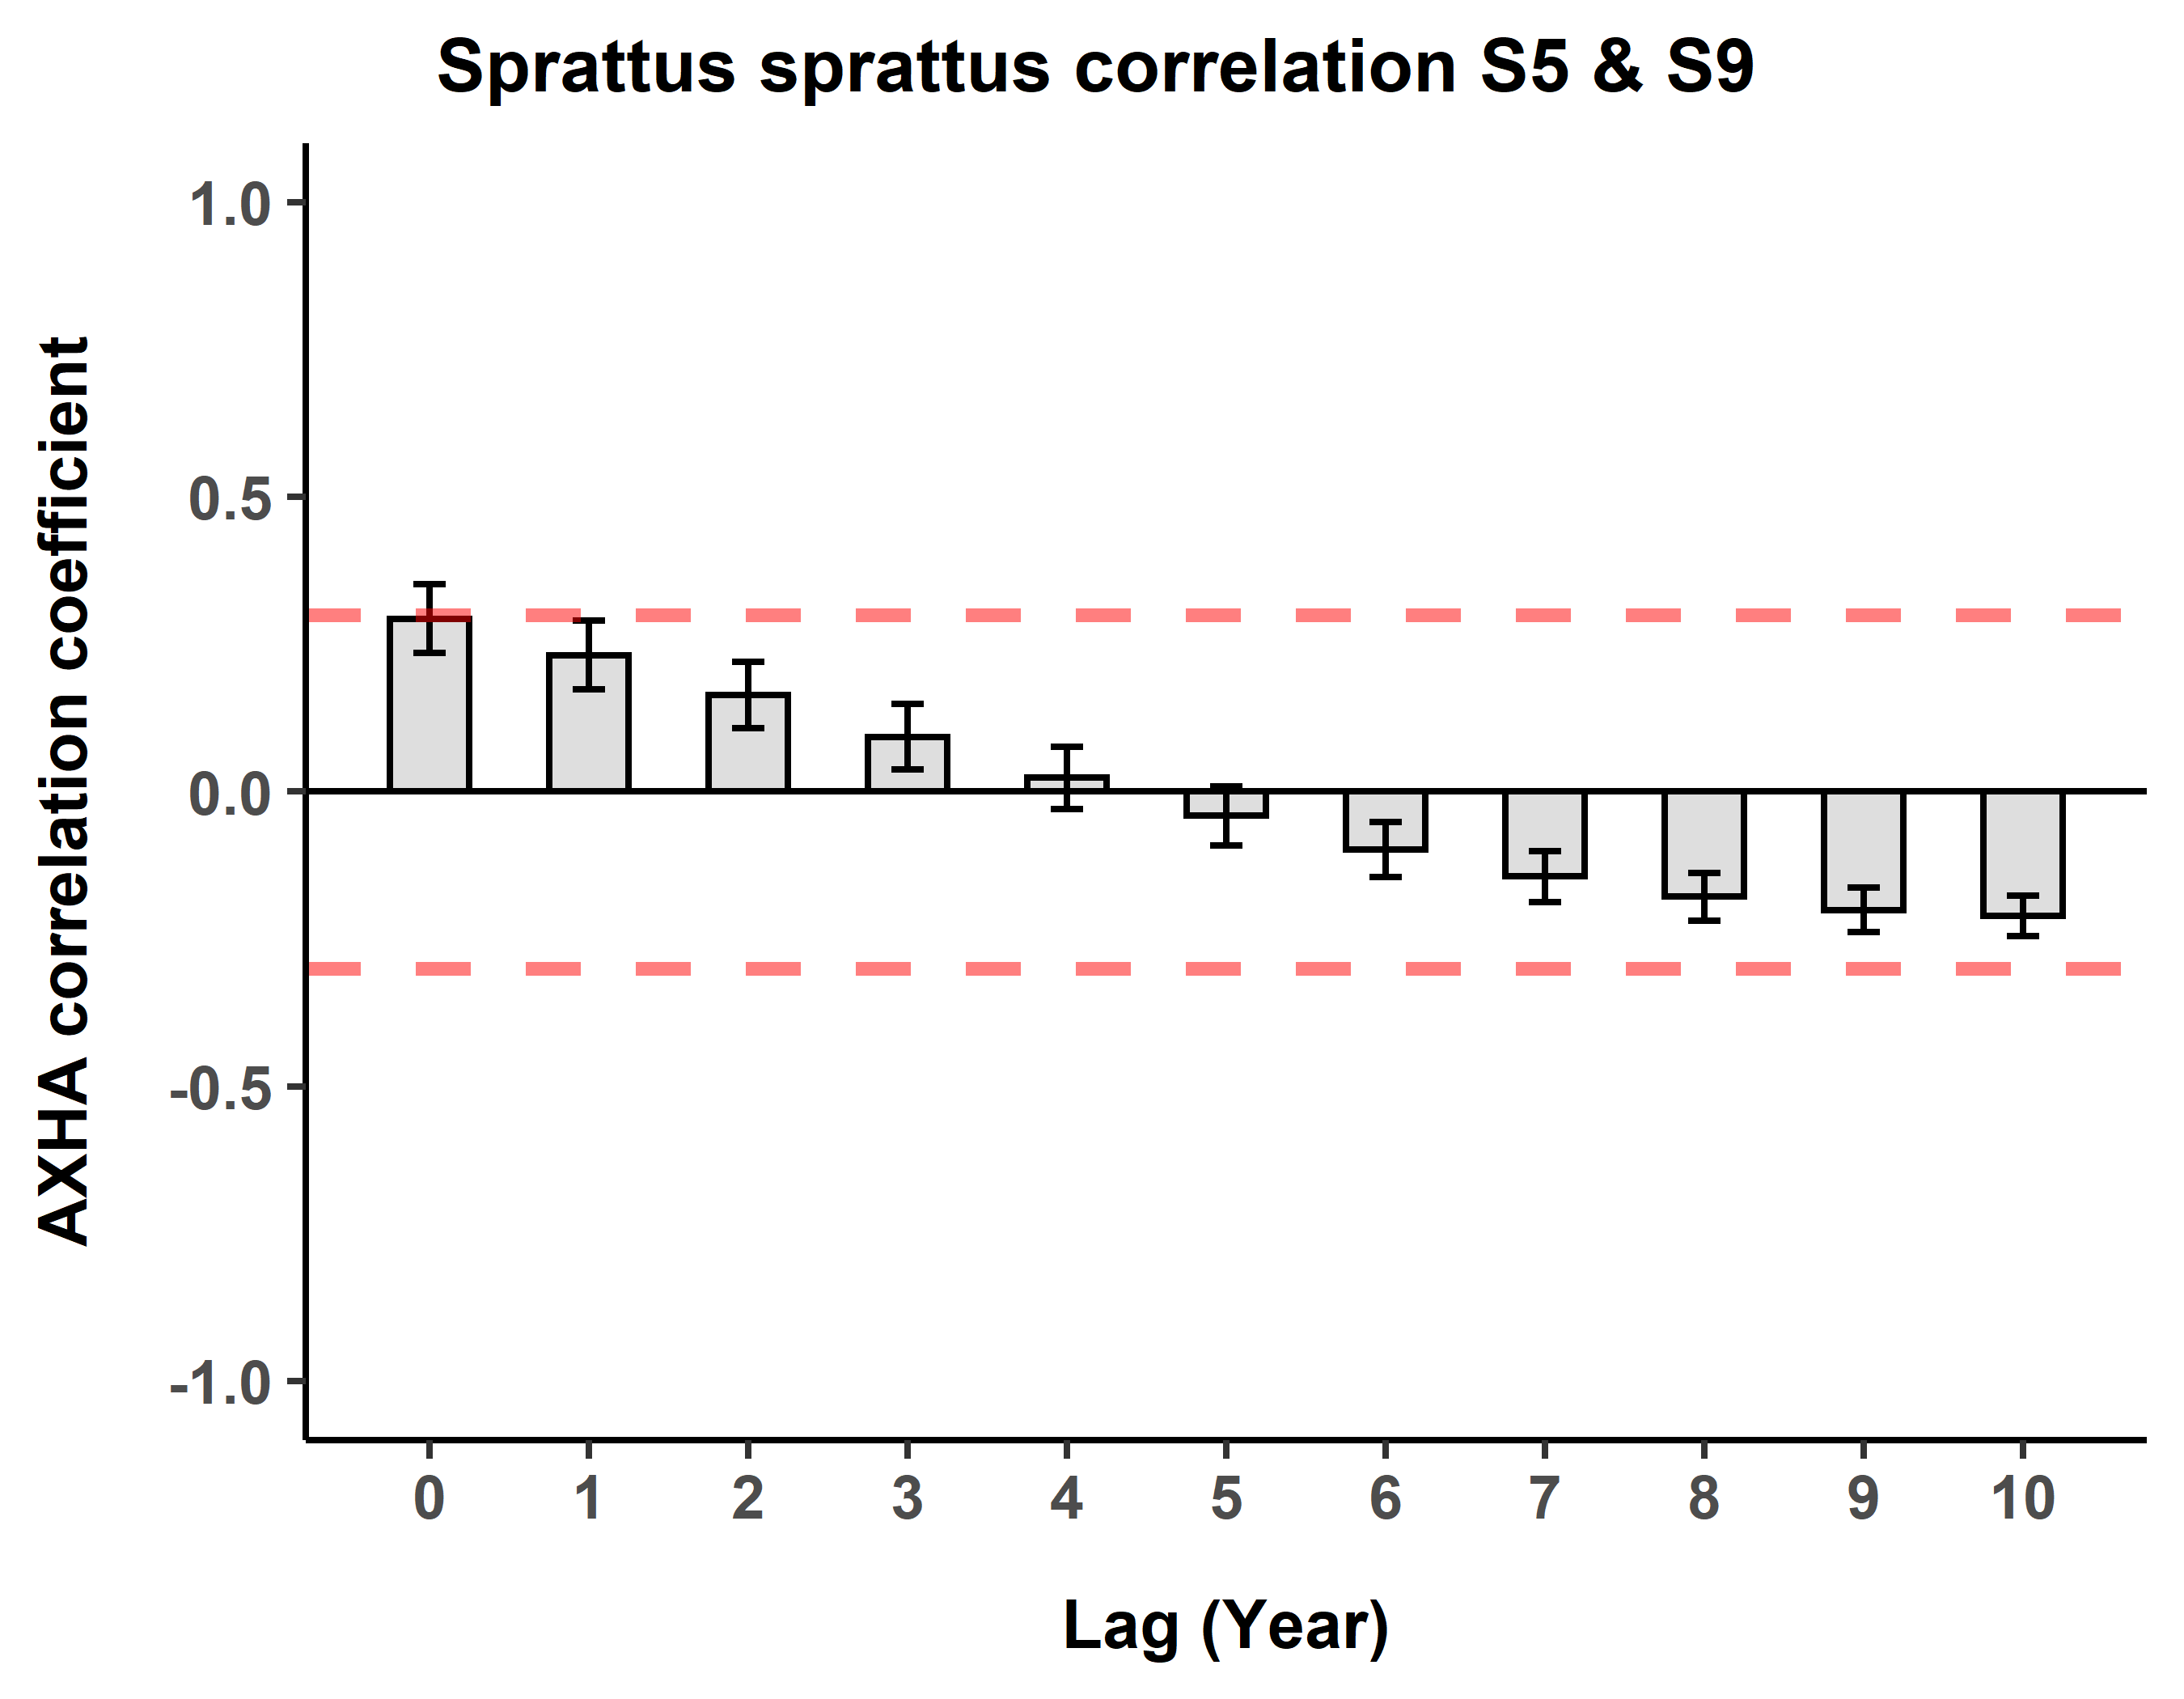 Sprattus sprattus correlation S5 & S9
AXHA correlation coefficient
1.0
0.5
0.0
-0.5
-1.0
0 1 2 3 4 5 6 7 8 9 10
Lag (Year)